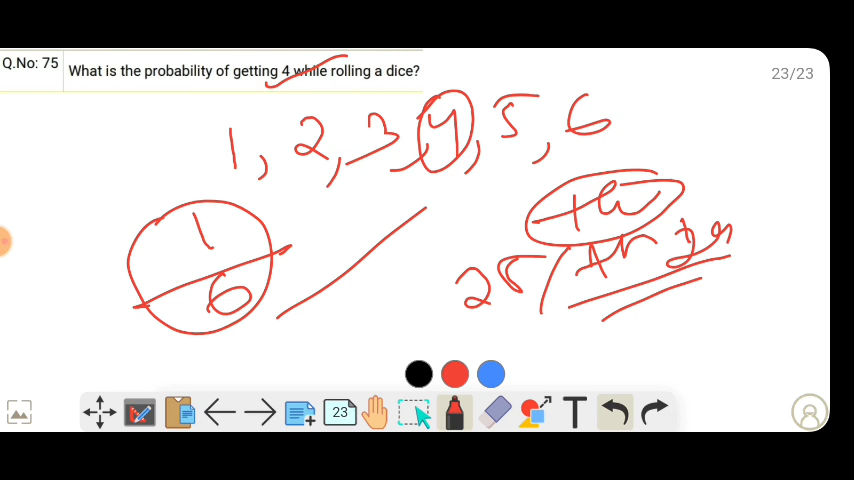 Q.No: 75 What is the probability of getting 4 while rolling a dice?
23/23
1, 2, 3, 4, 5, 6
1
6
25
23
T